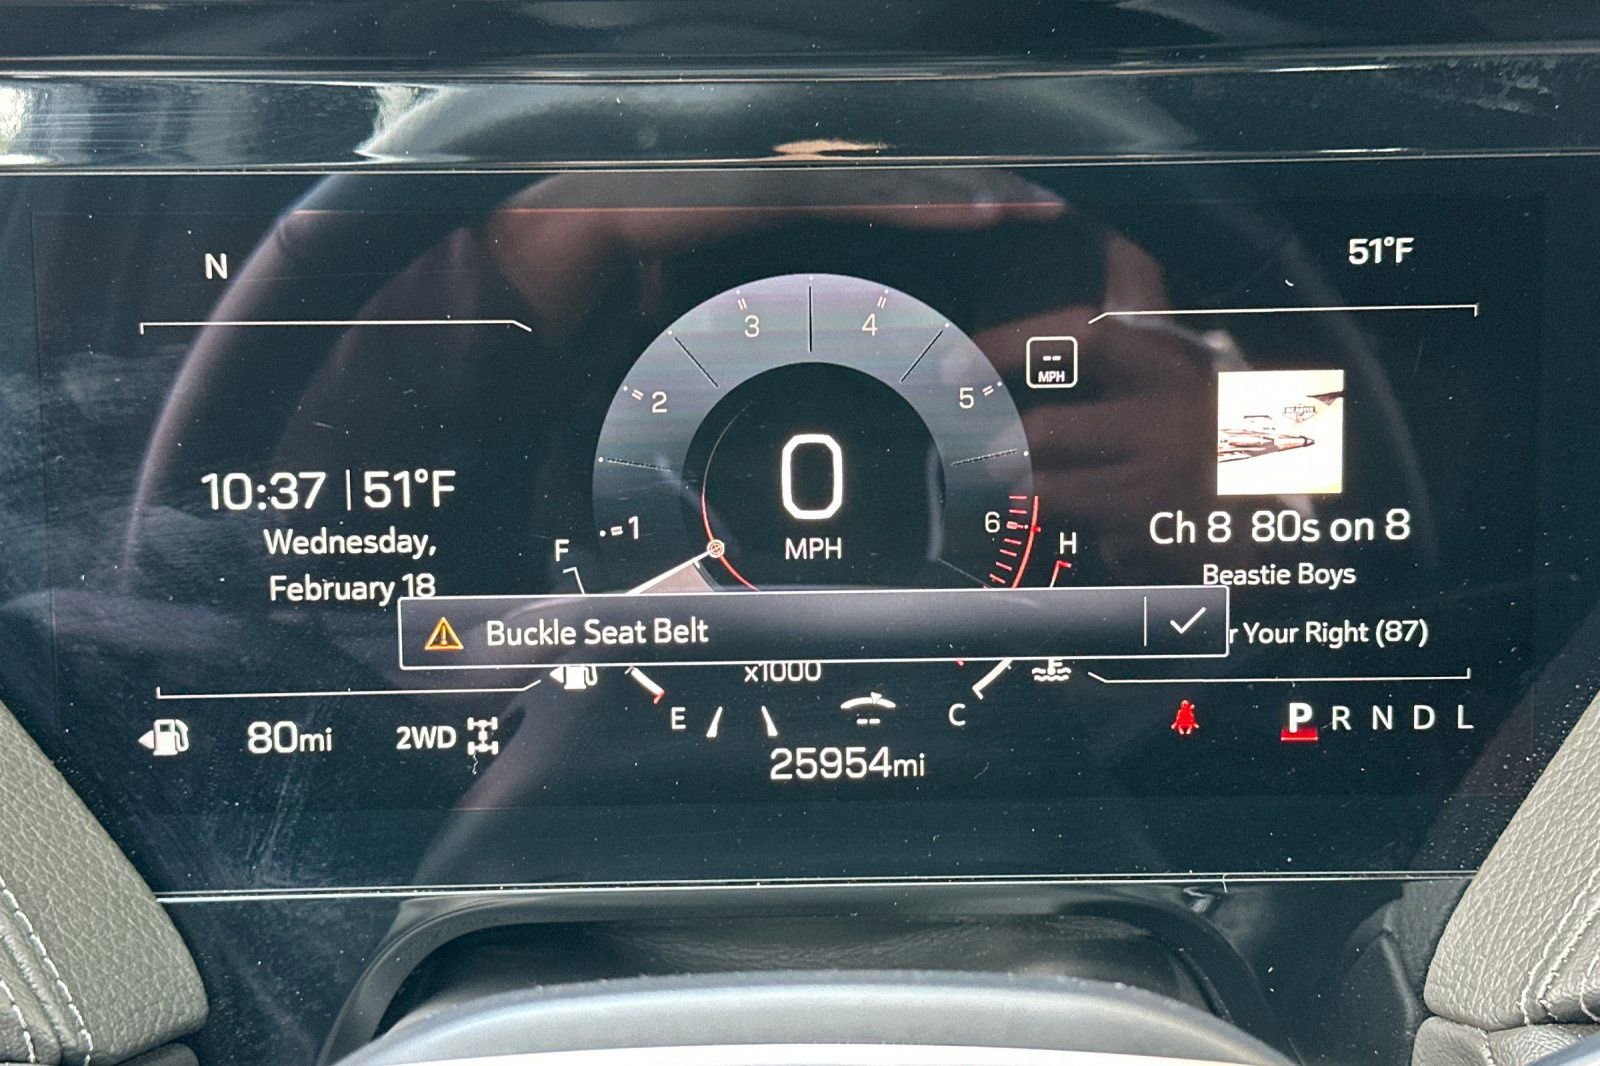 N
51°F
3
4
2
5
--
MPH
10:37 | 51°F
Wednesday,
February 18
1
6
0
MPH
F
H
Ch 8 80s on 8
Beastie Boys
r Your Right (87)
Buckle Seat Belt
x1000
E
C
--
80mi
2WD
25954mi
P R N D L